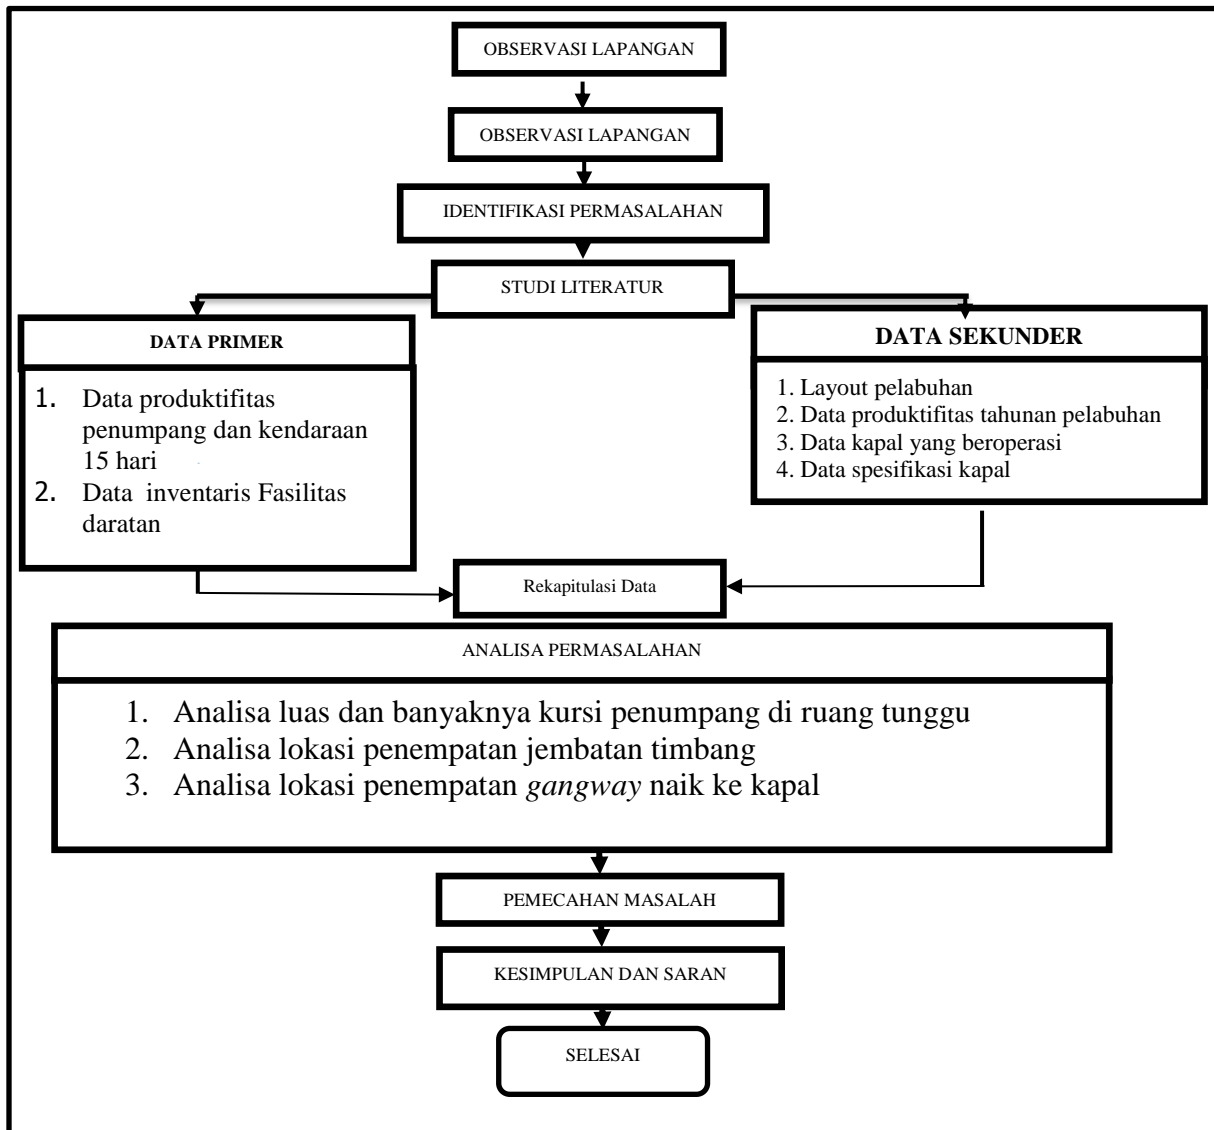 OBSERVASI LAPANGAN
OBSERVASI LAPANGAN
IDENTIFIKASI PERMASALAHAN
STUDI LITERATUR
DATA PRIMER
1. Data produktifitas
penumpang dan kendaraan
15 hari
2. Data inventaris Fasilitas
daratan
DATA SEKUNDER
1. Layout pelabuhan
2. Data produktifitas tahunan pelabuhan
3. Data kapal yang beroperasi
4. Data spesifikasi kapal
Rekapitulasi Data
ANALISA PERMASALAHAN
1. Analisa luas dan banyaknya kursi penumpang di ruang tunggu
2. Analisa lokasi penempatan jembatan timbang
3. Analisa lokasi penempatan gangway naik ke kapal
PEMECAHAN MASALAH
KESIMPULAN DAN SARAN
SELESAI